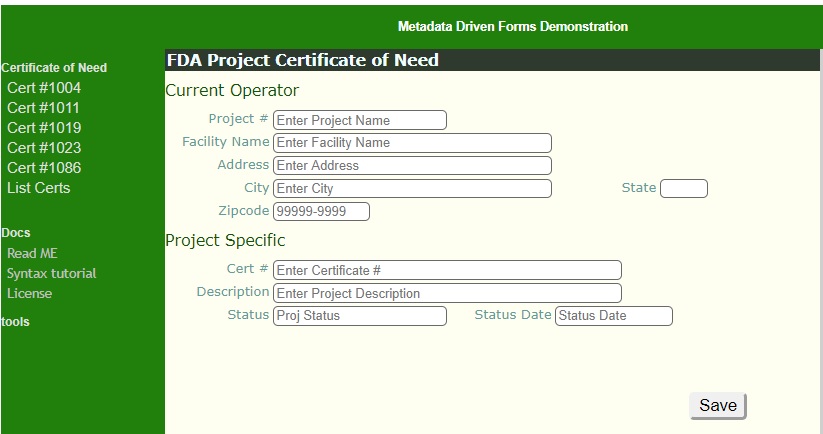 Metadata Driven Forms Demonstration
Certificate of Need
Cert #1004
Cert #1011
Cert #1019
Cert #1023
Cert #1086
List Certs
Docs
Read ME
Syntax tutorial
License
tools
FDA Project Certificate of Need
Current Operator
Project # Enter Project Name
Facility Name Enter Facility Name
Address Enter Address
City Enter City State
Zipcode 99999-9999
Project Specific
Cert # Enter Certificate #
Description Enter Project Description
Status Proj Status Status Date Status Date
Save